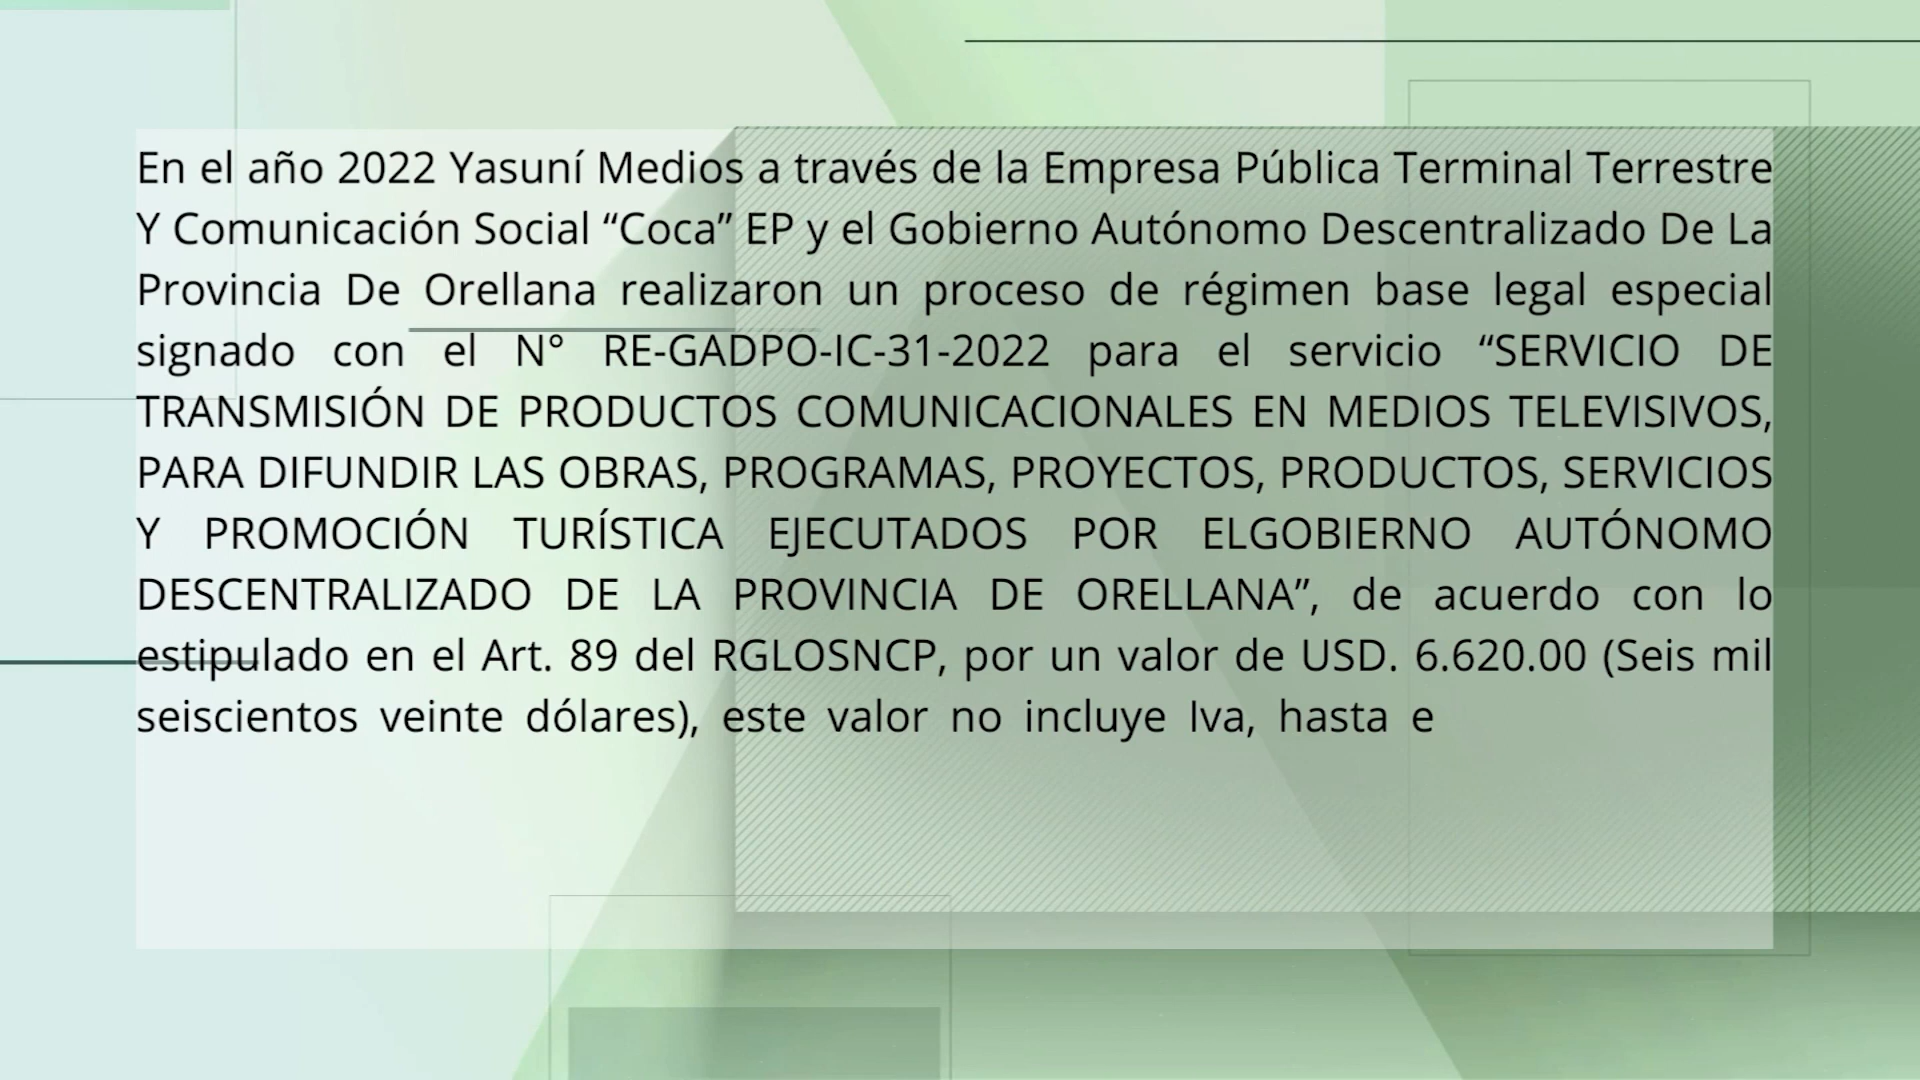 En el año 2022 Yasuní Medios a través de la Empresa Pública Terminal Terrestre
Y Comunicación Social “Coca” EP y el Gobierno Autónomo Descentralizado De La
Provincia De Orellana realizaron un proceso de régimen base legal especial
signado con el N° RE-GADPO-IC-31-2022 para el servicio “SERVICIO DE
TRANSMISIÓN DE PRODUCTOS COMUNICACIONALES EN MEDIOS TELEVISIVOS,
PARA DIFUNDIR LAS OBRAS, PROGRAMAS, PROYECTOS, PRODUCTOS, SERVICIOS
Y PROMOCIÓN TURÍSTICA EJECUTADOS POR ELGOBIERNO AUTÓNOMO
DESCENTRALIZADO DE LA PROVINCIA DE ORELLANA”, de acuerdo con lo
estipulado en el Art. 89 del RGLOSNCP, por un valor de USD. 6.620.00 (Seis mil
seiscientos veinte dólares), este valor no incluye Iva, hasta e